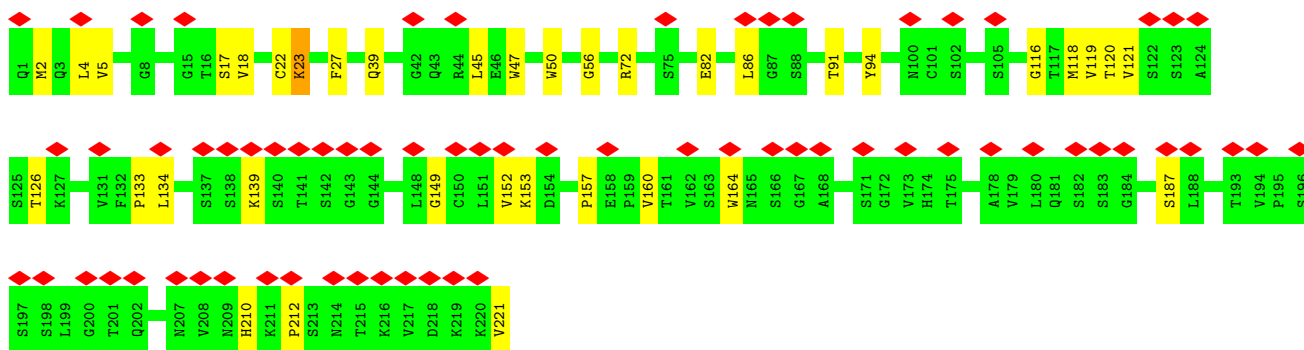 Q1 M2 Q3 L4 V5 G8 G15 T16 S17 V18 C22 K23 F27 Q39 G42 Q43 R44 L45 E46 W47 W50 G56 R72 S75 E82 L86 G87 S88 T91 Y94 N100 C101 S102 S105 G116 T117 M118 V119 T120 V121 S122 S123 A124
S125 T126 K127 V131 F132 P133 L134 S137 S138 K139 S140 T141 S142 G143 G144 L148 G149 C150 L151 V152 K153 D154 P157 E158 P159 V160 T161 V162 S163 W164 N165 S166 G167 A168 S171 G172 V173 H174 T175 A178 V179 L180 Q181 S182 S183 G184 S187 L188 T193 V194 P195 S196
S197 S198 L199 G200 T201 Q202 N207 V208 N209 H210 K211 P212 S213 N214 T215 K216 V217 D218 K219 K220 V221